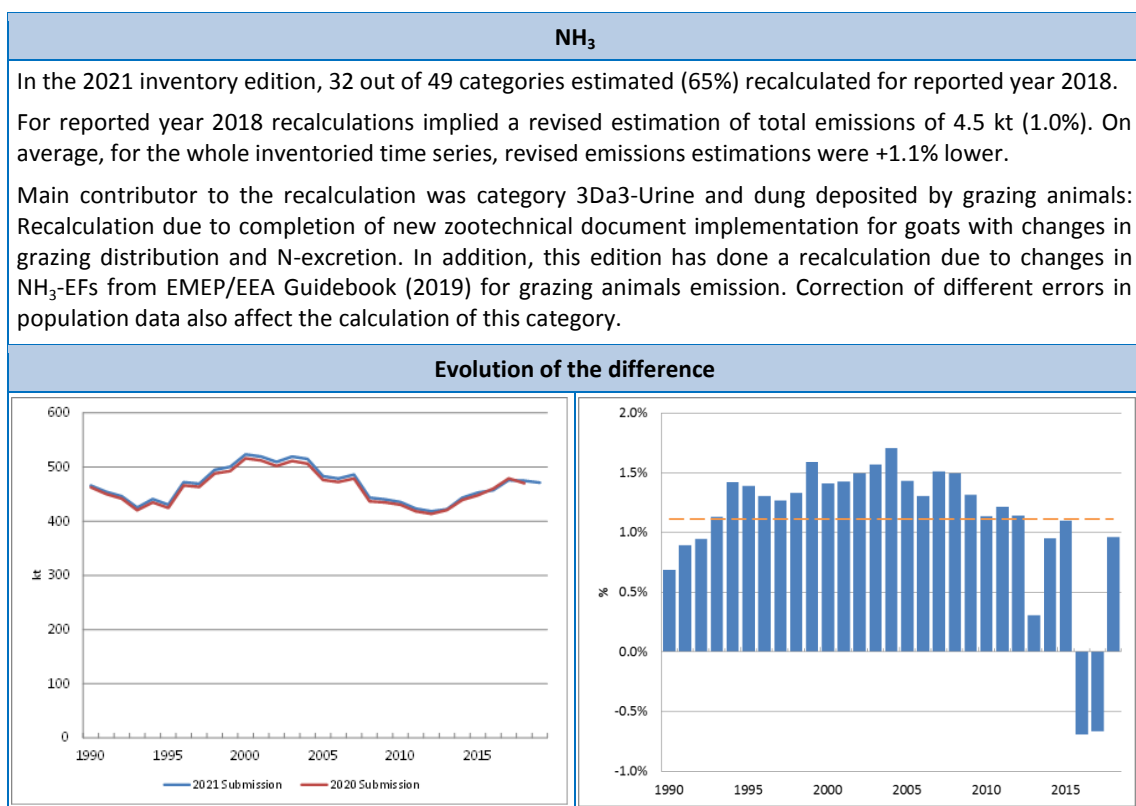 NH₃
In the 2021 inventory edition, 32 out of 49 categories estimated (65%) recalculated for reported year 2018.
For reported year 2018 recalculations implied a revised estimation of total emissions of 4.5 kt (1.0%). On
average, for the whole inventoried time series, revised emissions estimations were +1.1% lower.
Main contributor to the recalculation was category 3Da3-Urine and dung deposited by grazing animals:
Recalculation due to completion of new zootechnical document implementation for goats with changes in
grazing distribution and N-excretion. In addition, this edition has done a recalculation due to changes in
NH₃-EFs from EMEP/EEA Guidebook (2019) for grazing animals emission. Correction of different errors in
population data also affect the calculation of this category.
Evolution of the difference
600
500
400
kt
300
200
100
0
1990 1995 2000 2005 2010 2015
2021 Submission 2020 Submission
2.0%
1.5%
1.0%
%
0.5%
0.0%
-0.5%
-1.0%
1990 1995 2000 2005 2010 2015